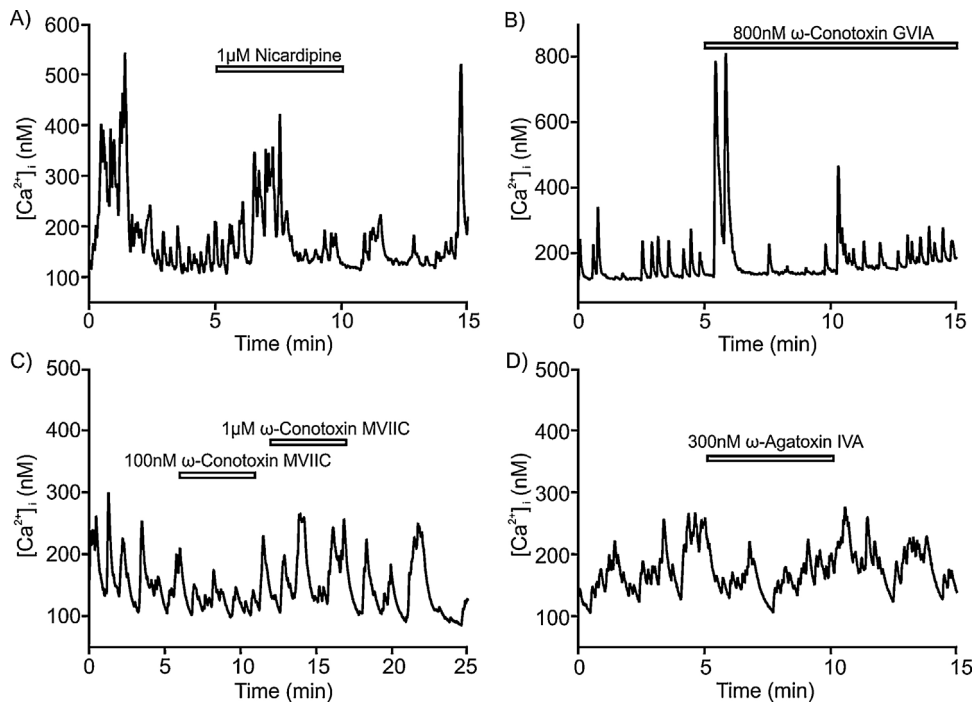 A)
600
500
400
300
200
100
[Ca²⁺]ᵢ (nM)
1µM Nicardipine
0
5
10
15
Time (min)
B)
800
600
400
200
[Ca²⁺]ᵢ (nM)
800nM ω-Conotoxin GVIA
0
5
10
15
Time (min)
C)
500
400
300
200
100
[Ca²⁺]ᵢ (nM)
1µM ω-Conotoxin MVIIC
100nM ω-Conotoxin MVIIC
0
5
10
15
20
25
Time (min)
D)
500
400
300
200
100
[Ca²⁺]ᵢ (nM)
300nM ω-Agatoxin IVA
0
5
10
15
Time (min)